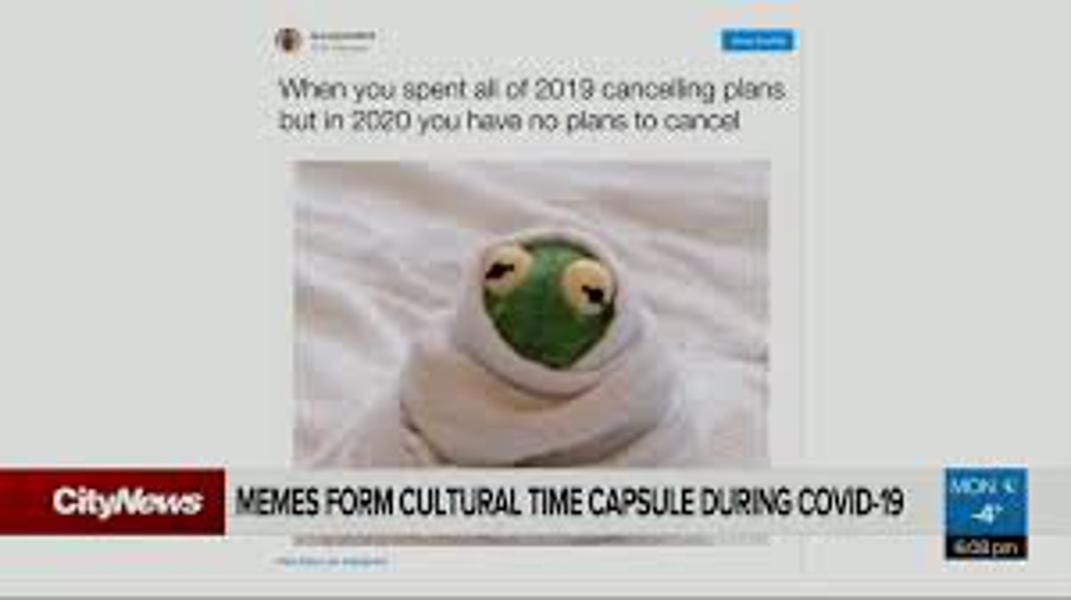 When you spent all of 2019 cancelling plans
but in 2020 you have no plans to cancel
CityNews
MEMES FORM CULTURAL TIME CAPSULE DURING COVID-19
MON
-4°
6:08 pm